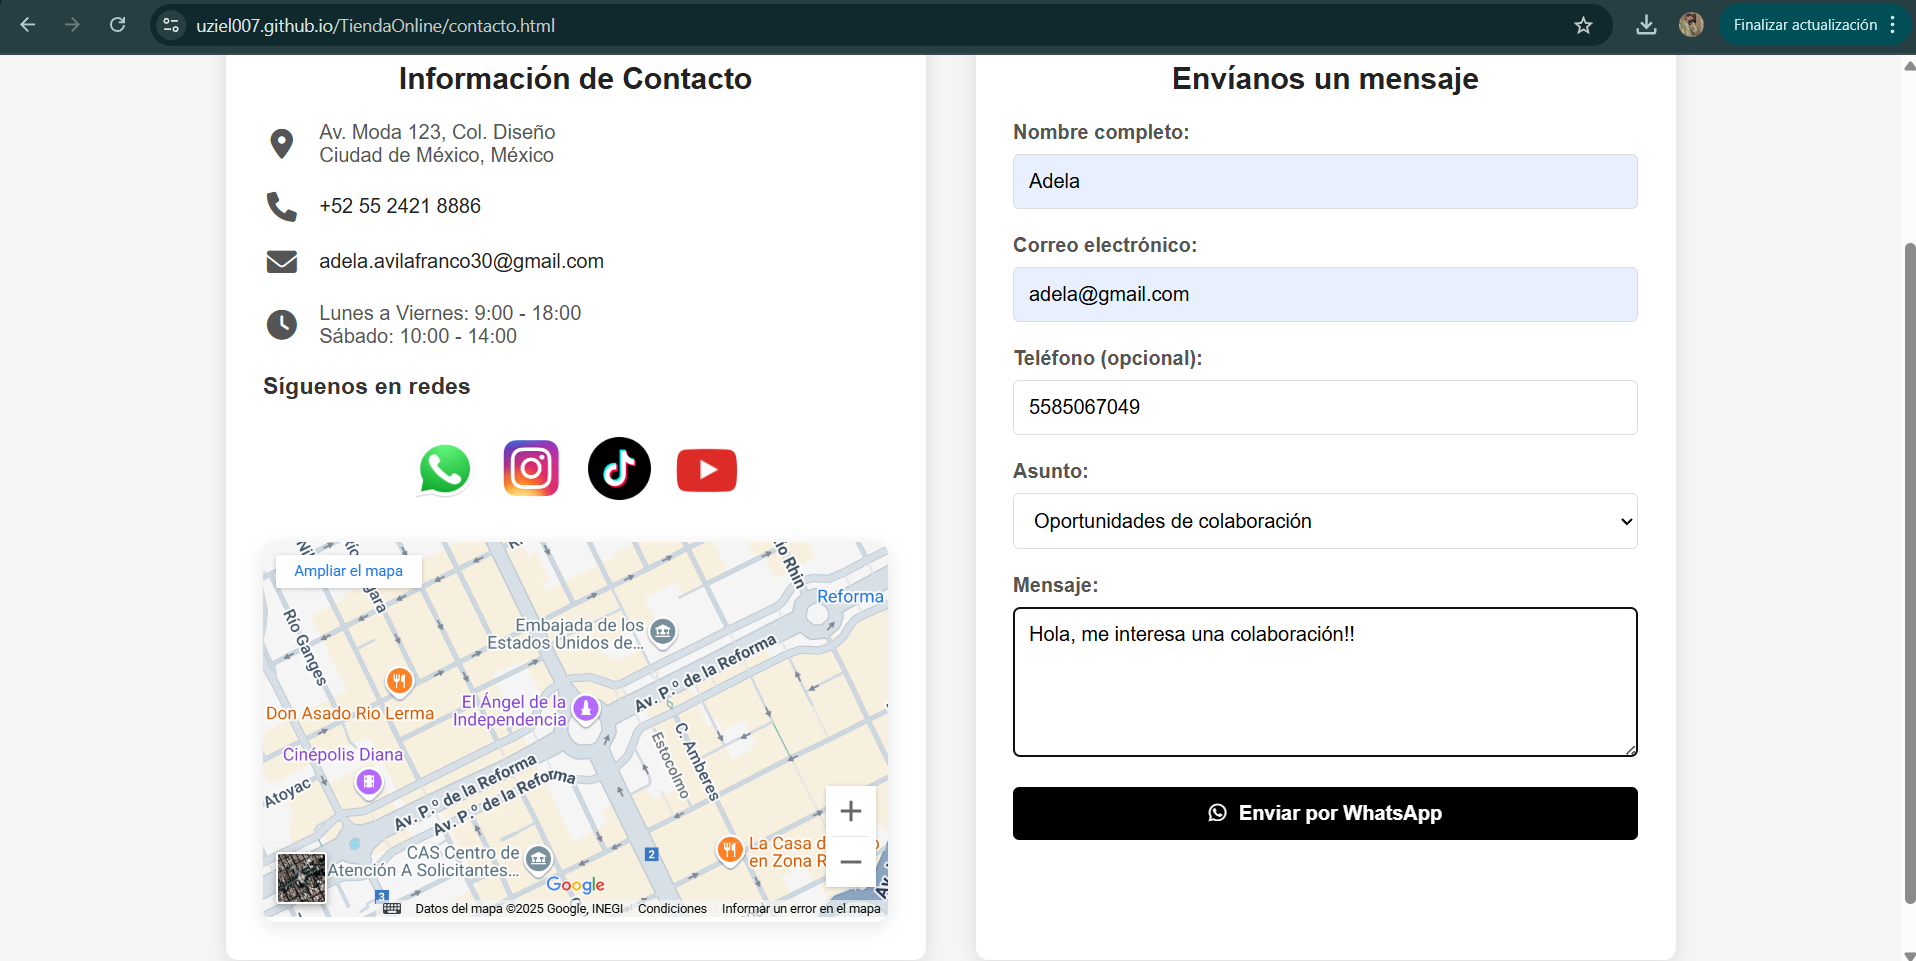 uziel007.github.io/TiendaOnline/contacto.html
Finalizar actualización
Información de Contacto
Av. Moda 123, Col. Diseño
Ciudad de México, México
+52 55 2421 8886
adela.avilafranco30@gmail.com
Lunes a Viernes: 9:00 - 18:00
Sábado: 10:00 - 14:00
Síguenos en redes
Ampliar el mapa
Río Ganges
Rhin
Reforma
Embajada de los
Estados Unidos de...
Av. P.º de la Reforma
Don Asado Rio Lerma
El Ángel de la
Independencia
C. Amberes
Estocolmo
Cinépolis Diana
Atoyac
Av. P.º de la Reforma
Av. P.º de la Reforma
CAS Centro de
Atención A Solicitantes...
2
La Casa d
en Zona R
3
Google
Datos del mapa ©2025 Google, INEGI
Condiciones
Informar un error en el mapa
Envíanos un mensaje
Nombre completo:
Adela
Correo electrónico:
adela@gmail.com
Teléfono (opcional):
5585067049
Asunto:
Oportunidades de colaboración
Mensaje:
Hola, me interesa una colaboración!!
Enviar por WhatsApp